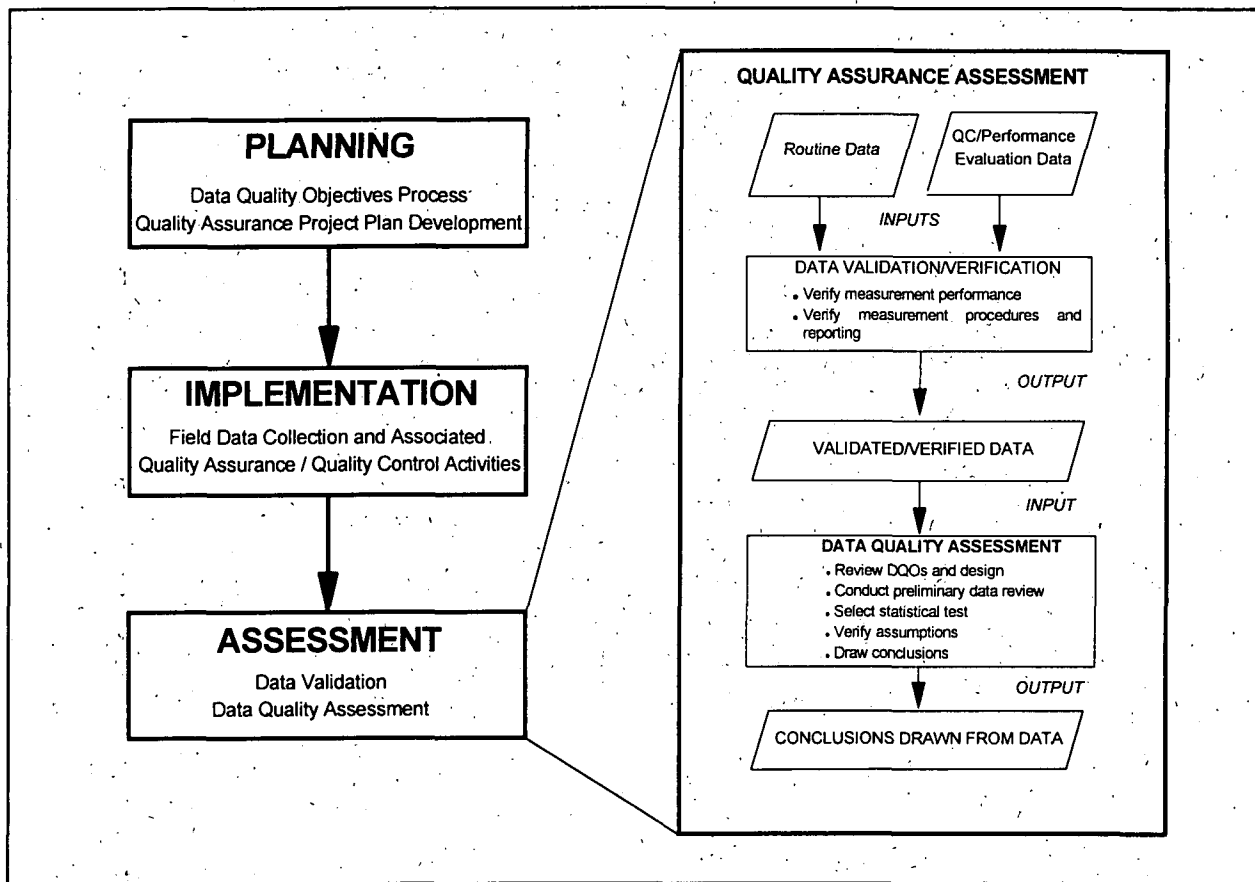 PLANNING
Data Quality Objectives Process
Quality Assurance Project Plan Development
IMPLEMENTATION
Field Data Collection and Associated
Quality Assurance / Quality Control Activities
ASSESSMENT
Data Validation
Data Quality Assessment
QUALITY ASSURANCE ASSESSMENT
Routine Data
QC/Performance
Evaluation Data
INPUTS
DATA VALIDATION/VERIFICATION
• Verify measurement performance
• Verify measurement procedures and
reporting
OUTPUT
VALIDATED/VERIFIED DATA
INPUT
DATA QUALITY ASSESSMENT
• Review DQOs and design
• Conduct preliminary data review
• Select statistical test
• Verify assumptions
• Draw conclusions
OUTPUT
CONCLUSIONS DRAWN FROM DATA